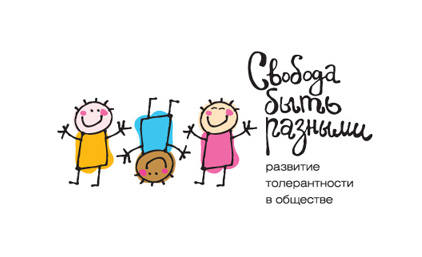 Свобода
быть
разными
развитие
толерантности
в обществе